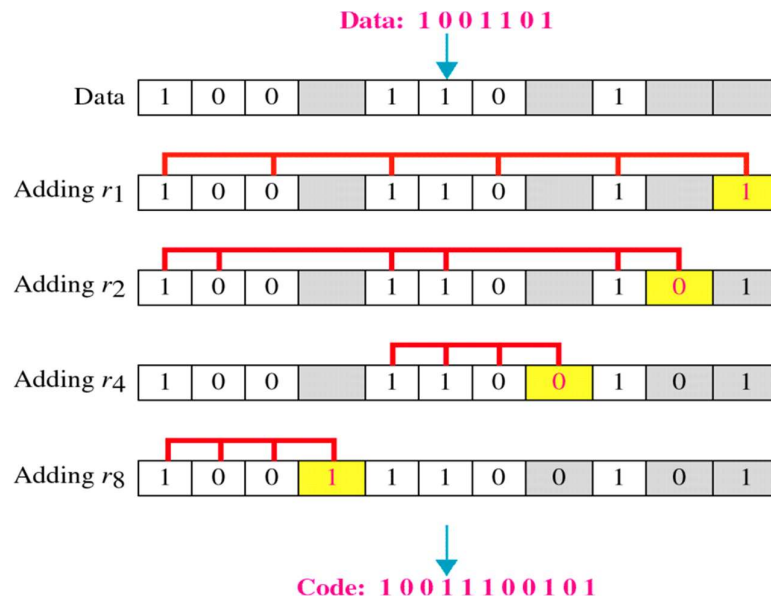 Data: 1 0 0 1 1 0 1
Data 1 0 0 1 1 0 1
Adding r1 1 0 0 1 1 0 1 1
Adding r2 1 0 0 1 1 0 1 0 1
Adding r4 1 0 0 1 1 0 0 1 0 1
Adding r8 1 0 0 1 1 1 0 0 1 0 1
Code: 1 0 0 1 1 1 0 0 1 0 1